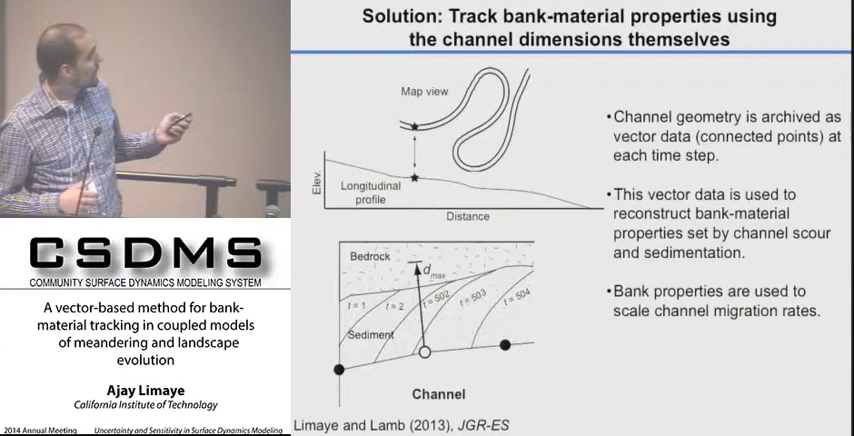 Solution: Track bank-material properties using
the channel dimensions themselves
Map view
Elev.
Longitudinal
profile
Distance
•Channel geometry is archived as
vector data (connected points) at
each time step.
•This vector data is used to
reconstruct bank-material
properties set by channel scour
and sedimentation.
•Bank properties are used to
scale channel migration rates.
Bedrock
dmax
t = 1
t = 2
t = 502
t = 503
t = 504
Sediment
Channel
Limaye and Lamb (2013), JGR-ES
CSDMS
COMMUNITY SURFACE DYNAMICS MODELING SYSTEM
A vector-based method for bank-
material tracking in coupled models
of meandering and landscape
evolution
Ajay Limaye
California Institute of Technology
2014 Annual Meeting Uncertainty and Sensitivity in Surface Dynamics Modeling